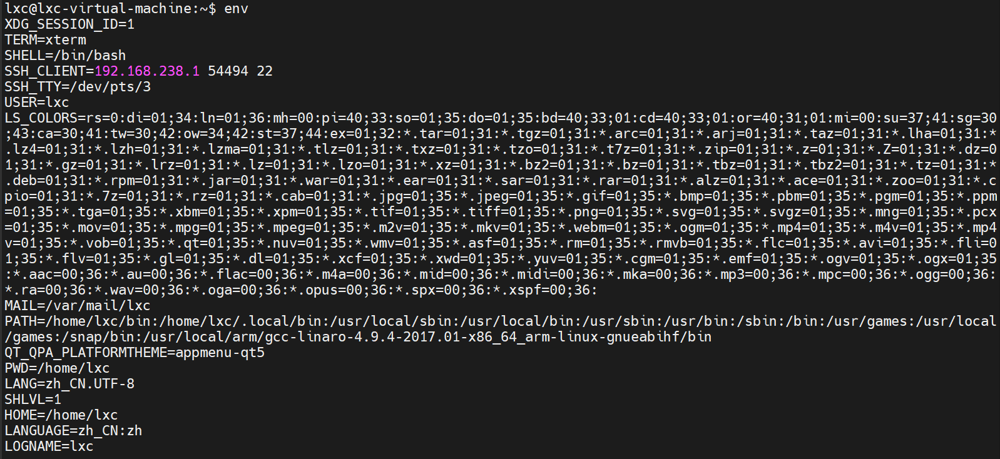 lxc@lxc-virtual-machine:~$ env
XDG_SESSION_ID=1
TERM=xterm
SHELL=/bin/bash
SSH_CLIENT=192.168.238.1 54494 22
SSH_TTY=/dev/pts/3
USER=lxc
LS_COLORS=rs=0:di=01;34:ln=01;36:mh=00:pi=40;33:so=01;35:do=01;35:bd=40;33;01:cd=40;33;01:or=40;31;01:mi=00:su=37;41:sg=30
;43:ca=30;41:tw=30;42:ow=34;42:st=37;44:ex=01;32:*.tar=01;31:*.tgz=01;31:*.arc=01;31:*.arj=01;31:*.taz=01;31:*.lha=01;31:*
.lz4=01;31:*.lzh=01;31:*.lzma=01;31:*.tlz=01;31:*.txz=01;31:*.tzo=01;31:*.t7z=01;31:*.zip=01;31:*.z=01;31:*.Z=01;31:*.dz=0
1;31:*.gz=01;31:*.lrz=01;31:*.lz=01;31:*.lzo=01;31:*.xz=01;31:*.bz2=01;31:*.bz=01;31:*.tbz=01;31:*.tbz2=01;31:*.tz=01;31:*
.deb=01;31:*.rpm=01;31:*.jar=01;31:*.war=01;31:*.ear=01;31:*.sar=01;31:*.rar=01;31:*.alz=01;31:*.ace=01;31:*.zoo=01;31:*.c
pio=01;31:*.7z=01;31:*.rz=01;31:*.cab=01;31:*.jpg=01;35:*.jpeg=01;35:*.gif=01;35:*.bmp=01;35:*.pbm=01;35:*.pgm=01;35:*.ppm
=01;35:*.tga=01;35:*.xbm=01;35:*.xpm=01;35:*.tif=01;35:*.tiff=01;35:*.png=01;35:*.svg=01;35:*.svgz=01;35:*.mng=01;35:*.pcx
=01;35:*.mov=01;35:*.mpg=01;35:*.mpeg=01;35:*.m2v=01;35:*.mkv=01;35:*.webm=01;35:*.ogm=01;35:*.mp4=01;35:*.m4v=01;35:*.mp4
v=01;35:*.vob=01;35:*.qt=01;35:*.nuv=01;35:*.wmv=01;35:*.asf=01;35:*.rm=01;35:*.rmvb=01;35:*.flc=01;35:*.avi=01;35:*.fli=0
1;35:*.flv=01;35:*.gl=01;35:*.dl=01;35:*.xcf=01;35:*.xwd=01;35:*.yuv=01;35:*.cgm=01;35:*.emf=01;35:*.ogv=01;35:*.ogx=01;35
:*.aac=00;36:*.au=00;36:*.flac=00;36:*.m4a=00;36:*.mid=00;36:*.midi=00;36:*.mka=00;36:*.mp3=00;36:*.mpc=00;36:*.ogg=00;36:
*.ra=00;36:*.wav=00;36:*.oga=00;36:*.opus=00;36:*.spx=00;36:*.xspf=00;36:
MAIL=/var/mail/lxc
PATH=/home/lxc/bin:/home/lxc/.local/bin:/usr/local/sbin:/usr/local/bin:/usr/sbin:/usr/bin:/sbin:/bin:/usr/games:/usr/local
/games:/snap/bin:/usr/local/arm/gcc-linaro-4.9.4-2017.01-x86_64_arm-linux-gnueabihf/bin
QT_QPA_PLATFORMTHEME=appmenu-qt5
PWD=/home/lxc
LANG=zh_CN.UTF-8
SHLVL=1
HOME=/home/lxc
LANGUAGE=zh_CN:zh
LOGNAME=lxc